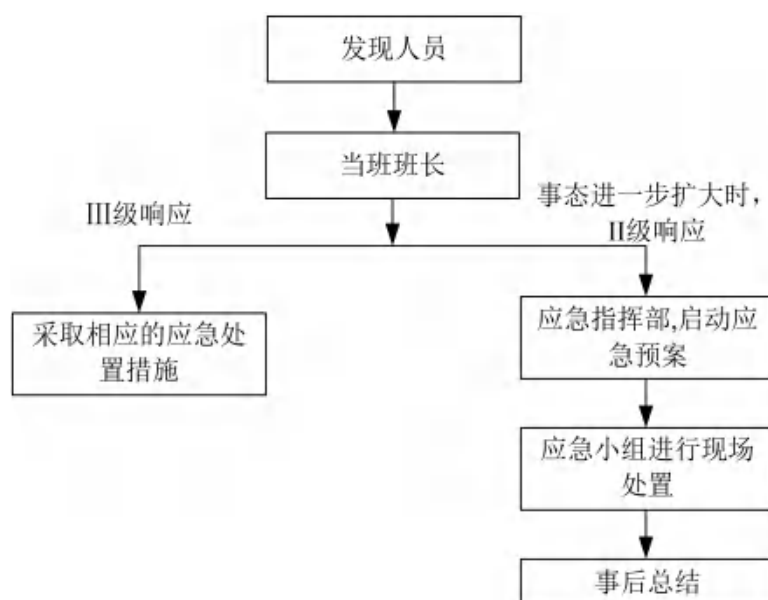 发现人员
当班班长
III级响应
事态进一步扩大时，
II级响应
采取相应的应急处
置措施
应急指挥部,启动应
急预案
应急小组进行现场
处置
事后总结